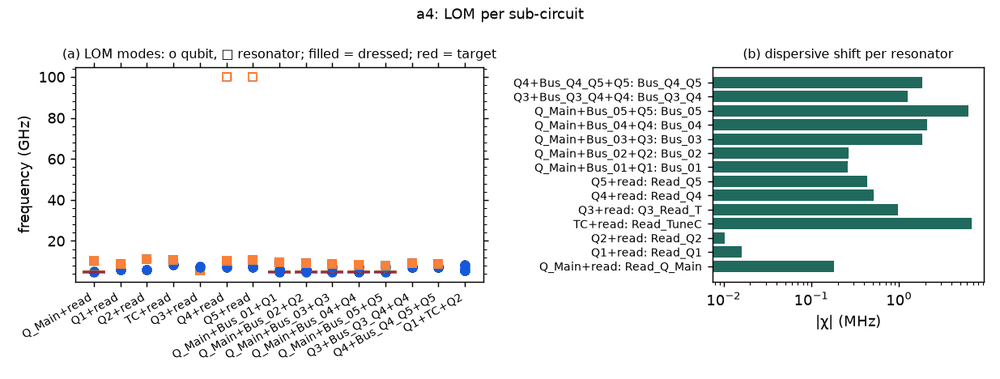 a4: LOM per sub-circuit
(a) LOM modes: o qubit, □ resonator; filled = dressed; red = target
frequency (GHz)
100
80
60
40
20
Q_Main+read
Q1+read
Q2+read
TC+read
Q3+read
Q4+read
Q5+read
Q_Main+Bus_01+Q1
Q_Main+Bus_02+Q2
Q_Main+Bus_03+Q3
Q_Main+Bus_04+Q4
Q_Main+Bus_05+Q5
Q3+Bus_Q3_Q4+Q4
Q4+Bus_Q4_Q5+Q5
Q1+TC+Q2
(b) dispersive shift per resonator
Q4+Bus_Q4_Q5+Q5: Bus_Q4_Q5
Q3+Bus_Q3_Q4+Q4: Bus_Q3_Q4
Q_Main+Bus_05+Q5: Bus_05
Q_Main+Bus_04+Q4: Bus_04
Q_Main+Bus_03+Q3: Bus_03
Q_Main+Bus_02+Q2: Bus_02
Q_Main+Bus_01+Q1: Bus_01
Q5+read: Read_Q5
Q4+read: Read_Q4
Q3+read: Q3_Read_T
TC+read: Read_TuneC
Q2+read: Read_Q2
Q1+read: Read_Q1
Q_Main+read: Read_Q_Main
10⁻² 10⁻¹ 10⁰
|χ| (MHz)